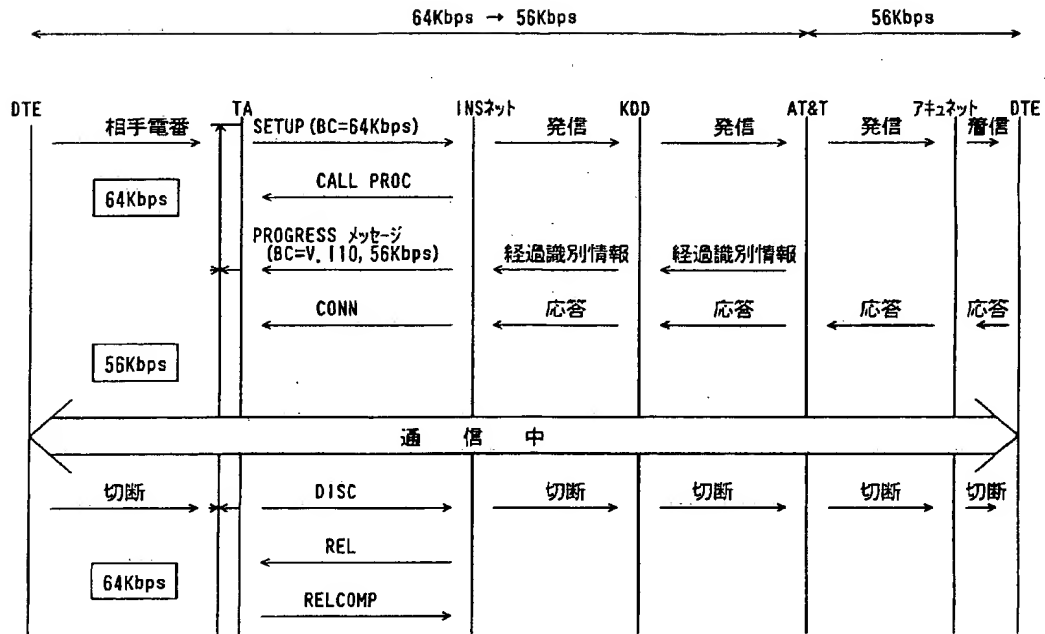 64Kbps → 56Kbps 56Kbps
DTE TA INSネット KDD AT&T アキュネット DTE
相手電番 SETUP (BC=64Kbps) 発信 発信 発信 着信
64Kbps
CALL PROC
PROGRESS メッセージ
(BC=V.110, 56Kbps) 経過識別情報 経過識別情報
CONN 応答 応答 応答 応答
56Kbps
通 信 中
切断 DISC 切断 切断 切断 切断
REL
64Kbps
RELCOMP